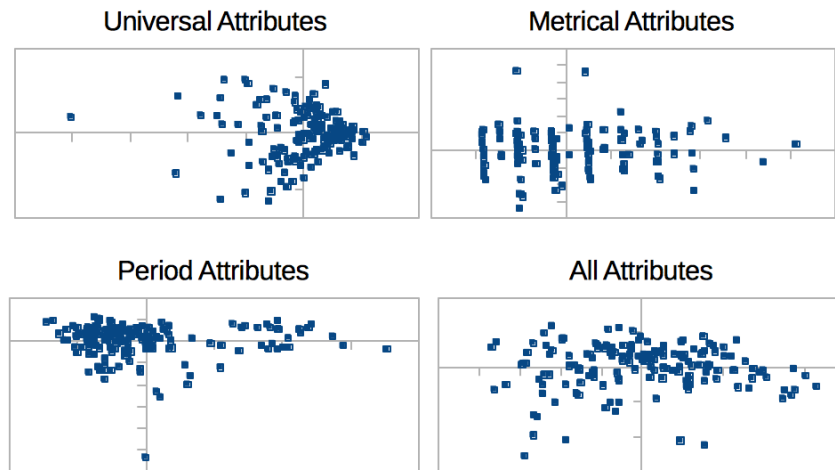 Universal Attributes
Metrical Attributes
Period Attributes
All Attributes